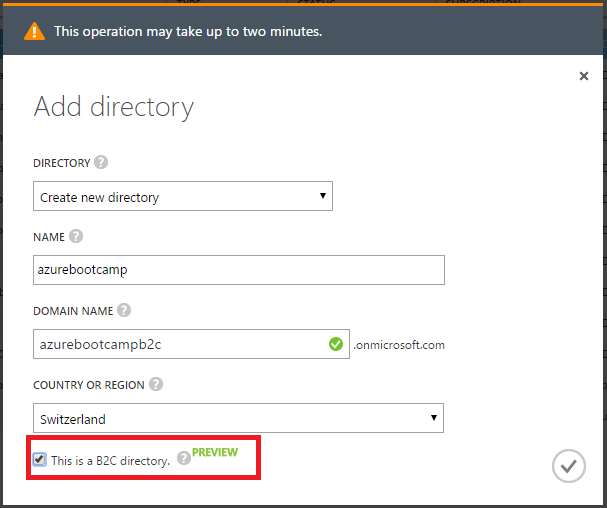 This operation may take up to two minutes.
Add directory
DIRECTORY ?
Create new directory
NAME ?
azurebootcamp
DOMAIN NAME ?
azurebootcampb2c .onmicrosoft.com
COUNTRY OR REGION ?
Switzerland
This is a B2C directory. ? PREVIEW